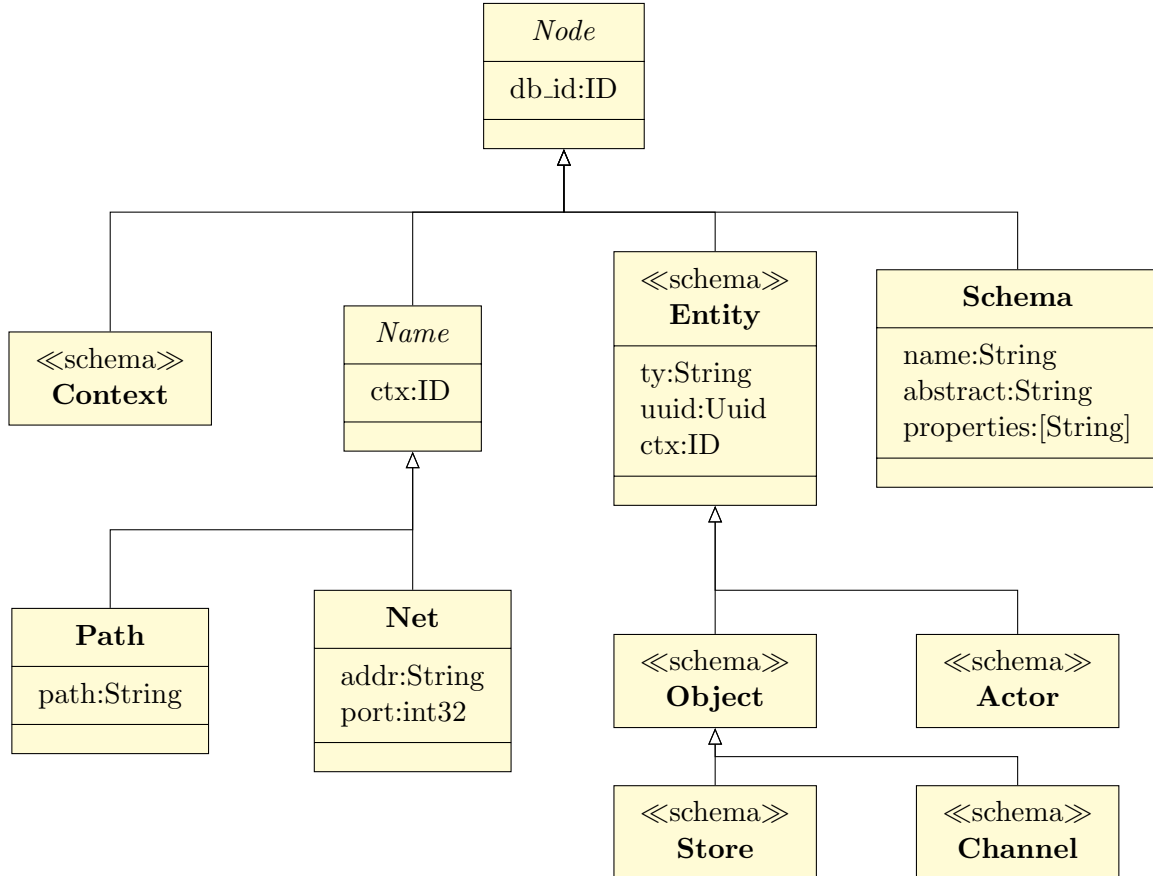 Node
db_id:ID
≪schema≫
Context
Name
ctx:ID
≪schema≫
Entity
ty:String
uuid:Uuid
ctx:ID
Schema
name:String
abstract:String
properties:[String]
Path
path:String
Net
addr:String
port:int32
≪schema≫
Object
≪schema≫
Actor
≪schema≫
Store
≪schema≫
Channel